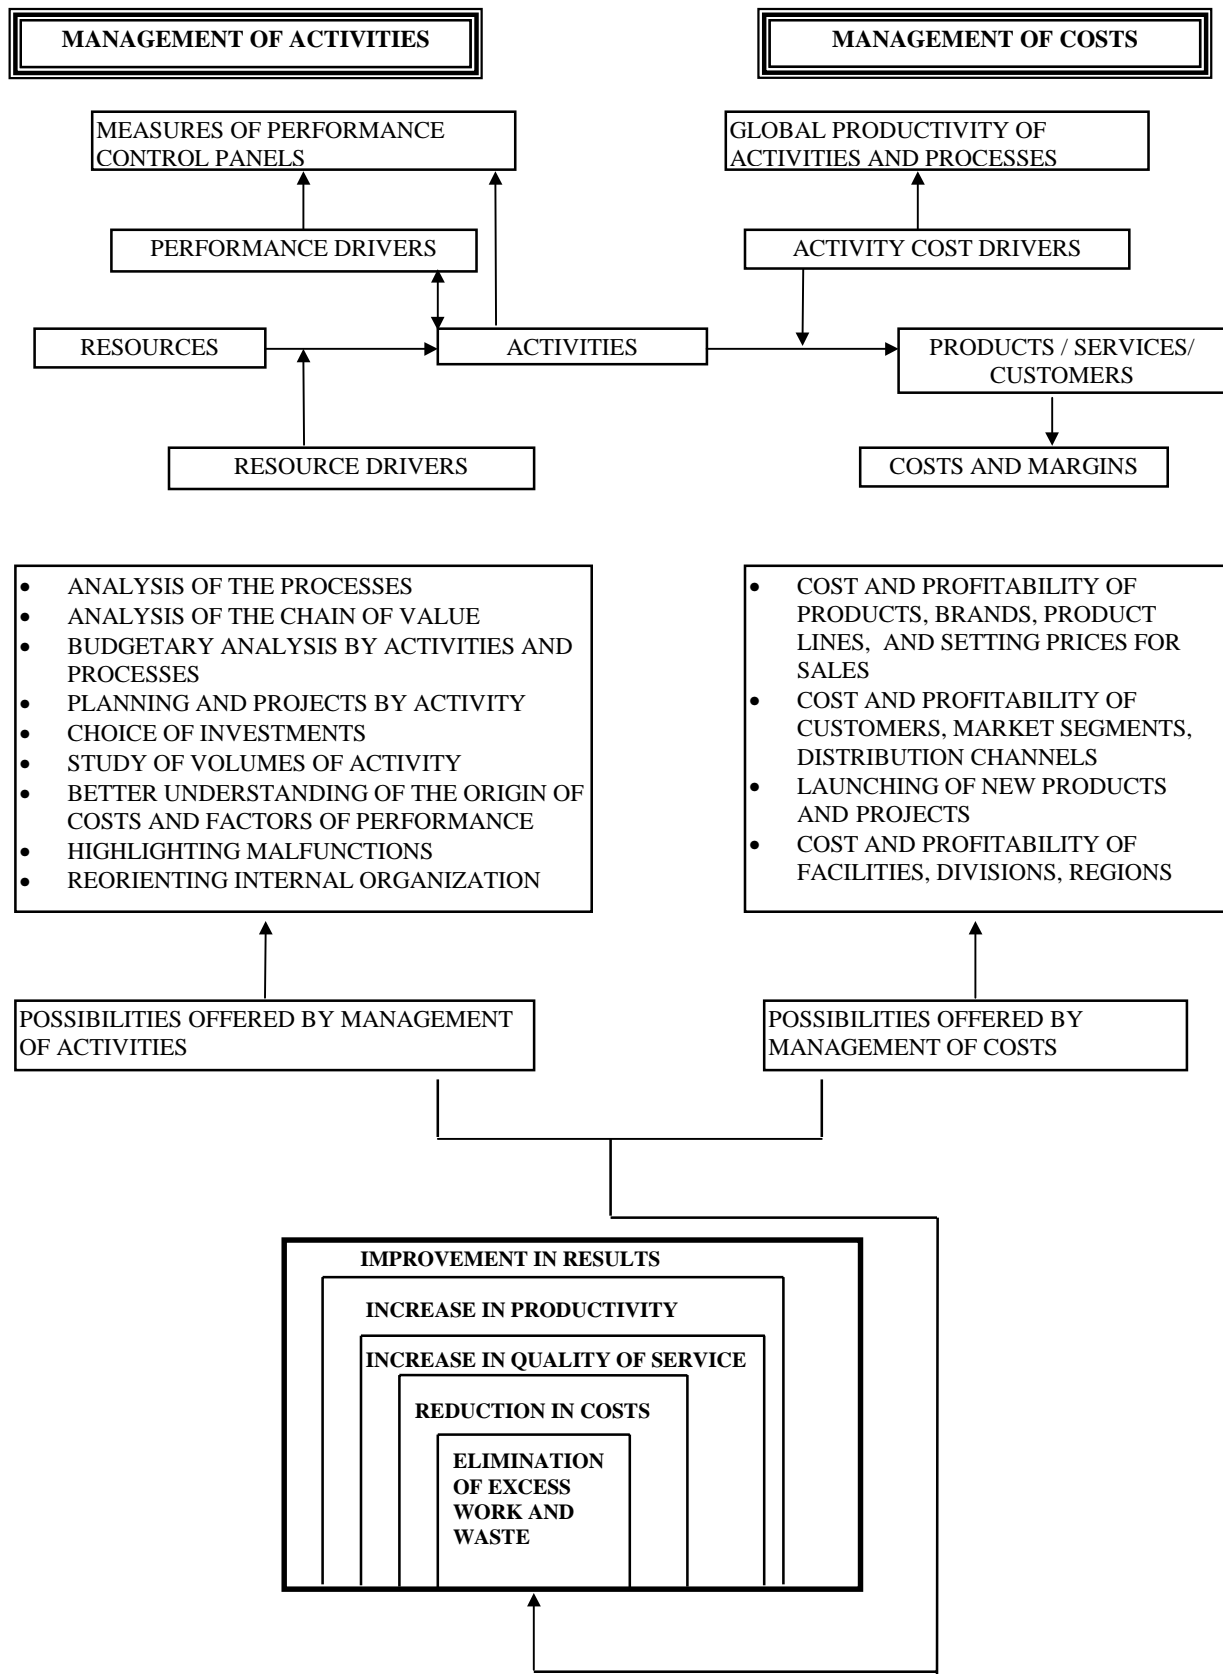 MANAGEMENT OF ACTIVITIES
MANAGEMENT OF COSTS
MEASURES OF PERFORMANCE
CONTROL PANELS
GLOBAL PRODUCTIVITY OF
ACTIVITIES AND PROCESSES
PERFORMANCE DRIVERS
ACTIVITY COST DRIVERS
RESOURCES
ACTIVITIES
PRODUCTS / SERVICES/
CUSTOMERS
RESOURCE DRIVERS
COSTS AND MARGINS
• ANALYSIS OF THE PROCESSES
• ANALYSIS OF THE CHAIN OF VALUE
• BUDGETARY ANALYSIS BY ACTIVITIES AND
PROCESSES
• PLANNING AND PROJECTS BY ACTIVITY
• CHOICE OF INVESTMENTS
• STUDY OF VOLUMES OF ACTIVITY
• BETTER UNDERSTANDING OF THE ORIGIN OF
COSTS AND FACTORS OF PERFORMANCE
• HIGHLIGHTING MALFUNCTIONS
• REORIENTING INTERNAL ORGANIZATION
• COST AND PROFITABILITY OF
PRODUCTS, BRANDS, PRODUCT
LINES, AND SETTING PRICES FOR
SALES
• COST AND PROFITABILITY OF
CUSTOMERS, MARKET SEGMENTS,
DISTRIBUTION CHANNELS
• LAUNCHING OF NEW PRODUCTS
AND PROJECTS
• COST AND PROFITABILITY OF
FACILITIES, DIVISIONS, REGIONS
POSSIBILITIES OFFERED BY MANAGEMENT
OF ACTIVITIES
POSSIBILITIES OFFERED BY
MANAGEMENT OF COSTS
IMPROVEMENT IN RESULTS
INCREASE IN PRODUCTIVITY
INCREASE IN QUALITY OF SERVICE
REDUCTION IN COSTS
ELIMINATION
OF EXCESS
WORK AND
WASTE